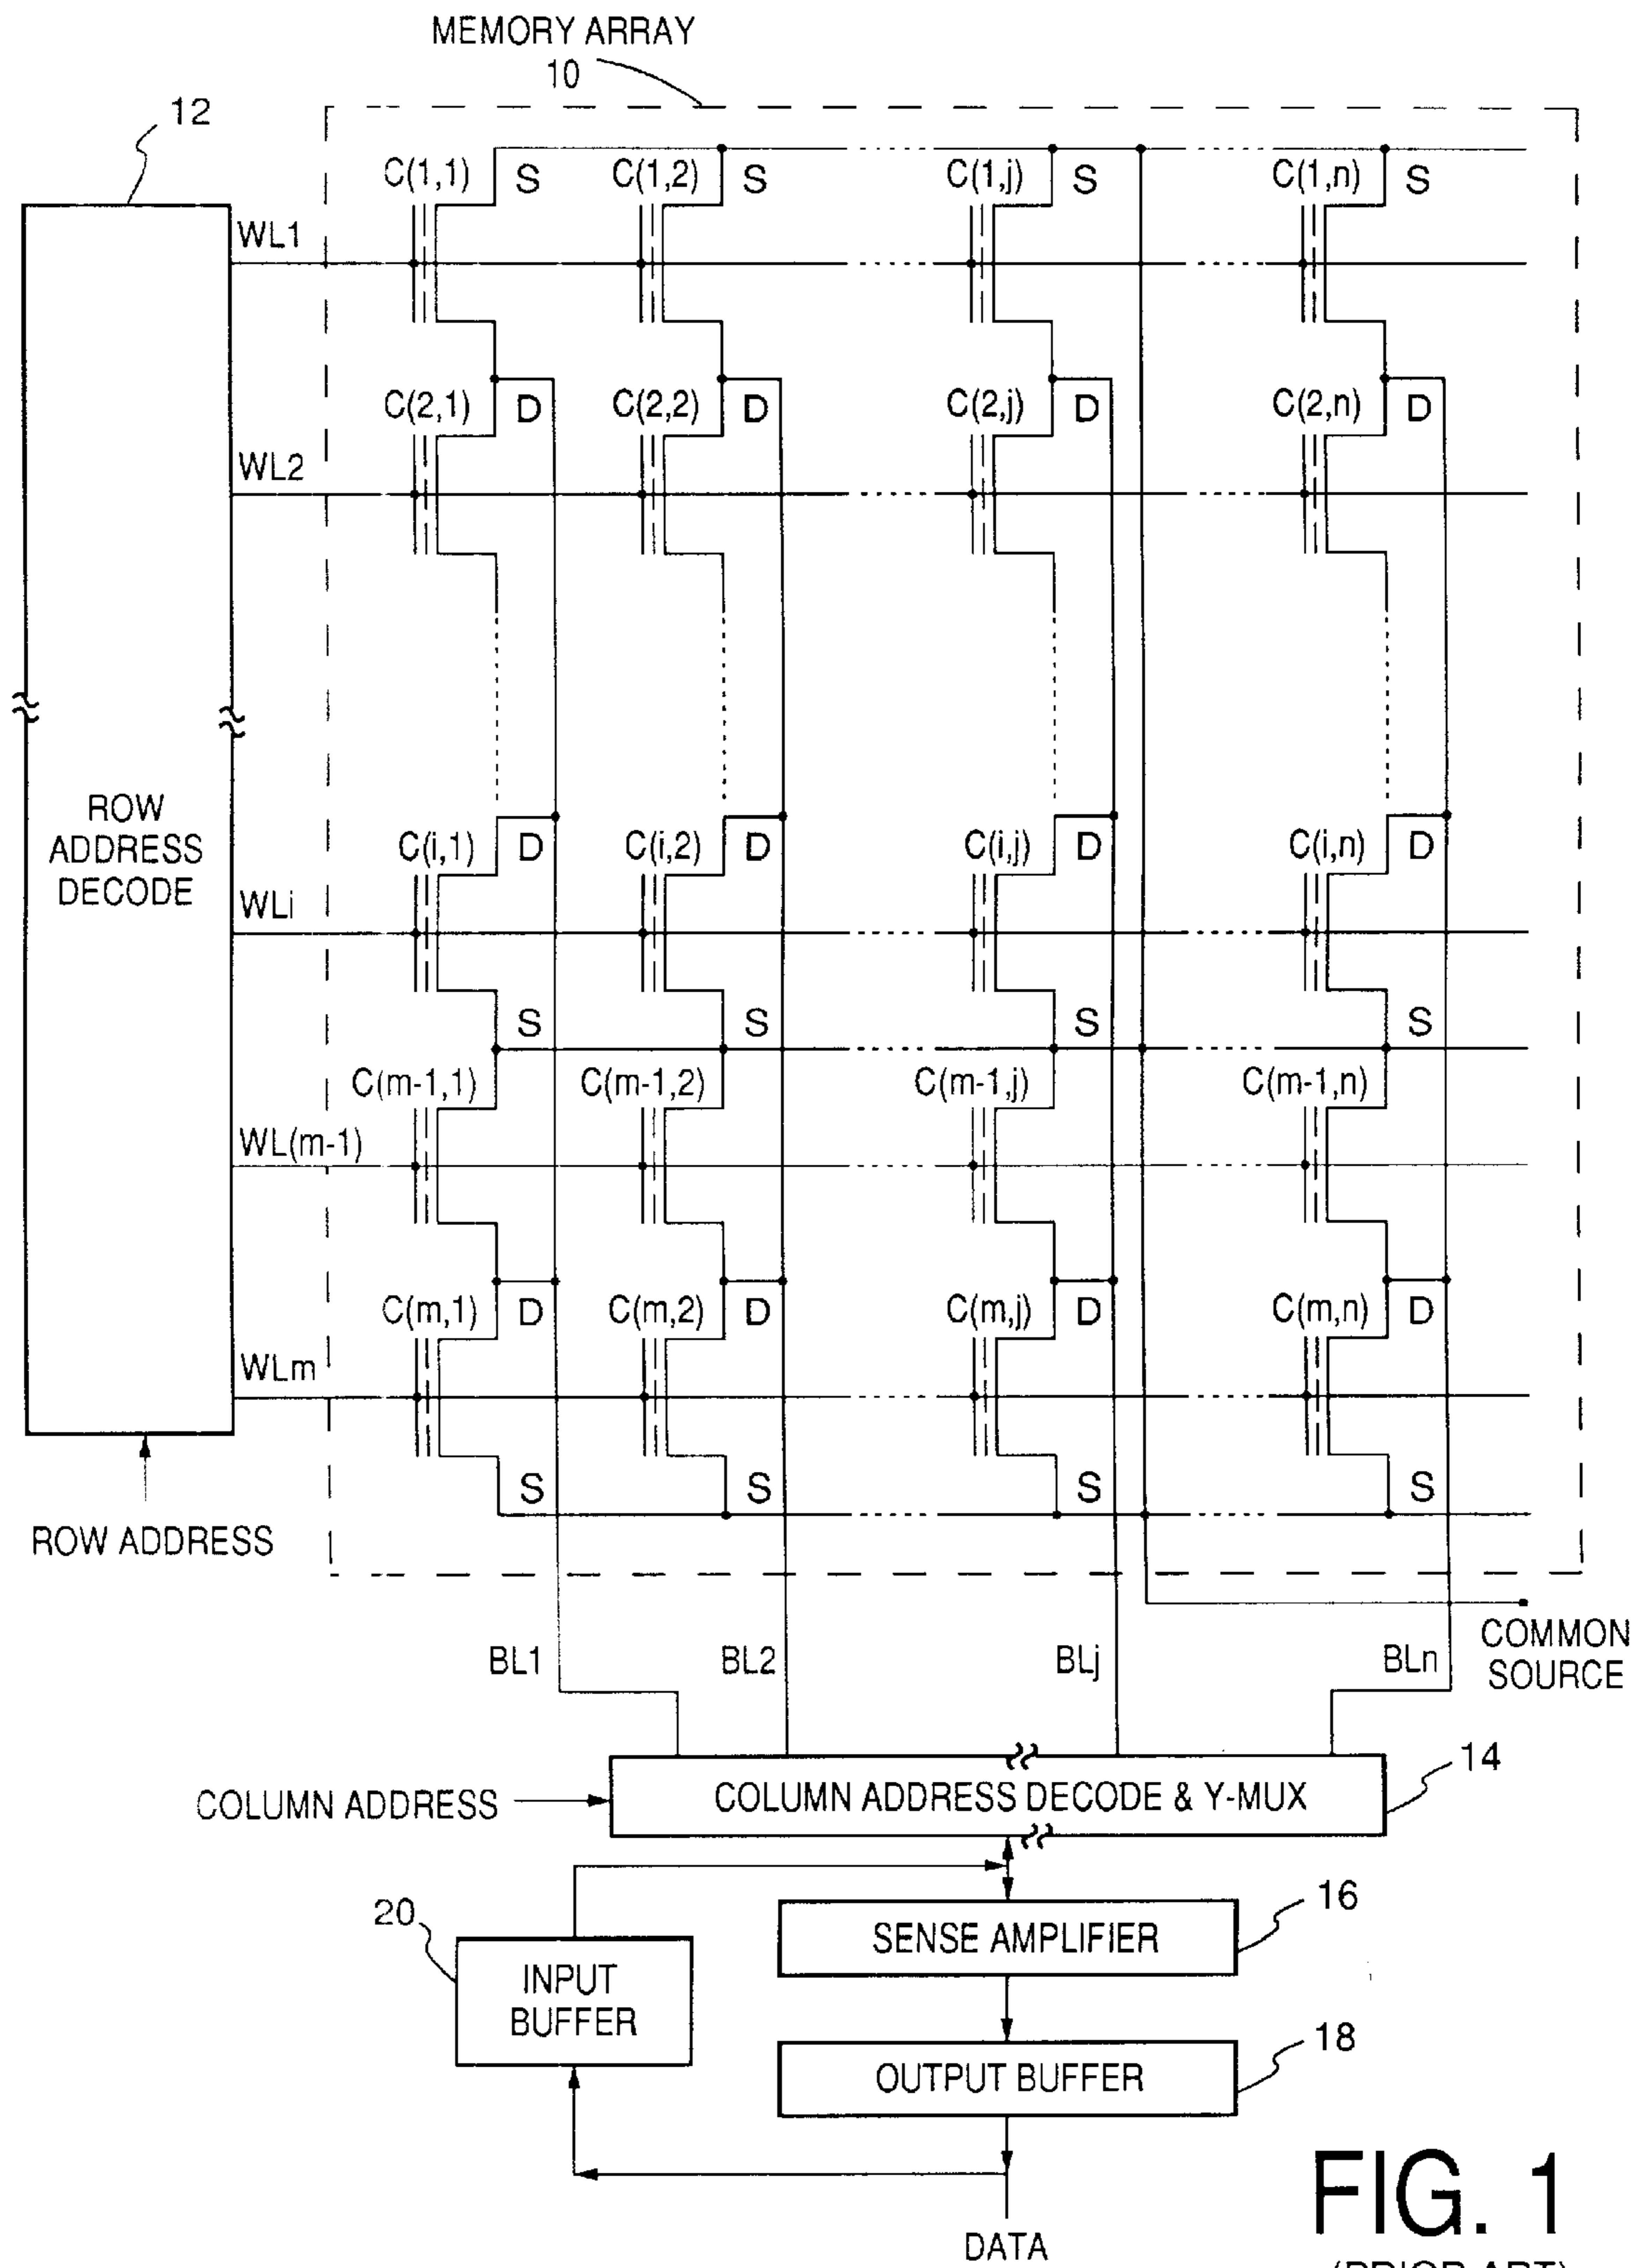 MEMORY ARRAY
10
12
C(1,1) S C(1,2) S C(1,j) S C(1,n) S
WL1
C(2,1) D C(2,2) D C(2,j) D C(2,n) D
WL2
ROW
ADDRESS
DECODE
C(i,1) D C(i,2) D C(i,j) D C(i,n) D
WLi
S S S S
C(m-1,1) C(m-1,2) C(m-1,j) C(m-1,n)
WL(m-1)
C(m,1) D C(m,2) D C(m,j) D C(m,n) D
WLm
S S S S
ROW ADDRESS
COMMON
SOURCE
BL1 BL2 BLj BLn
14
COLUMN ADDRESS
COLUMN ADDRESS DECODE & Y-MUX
16
20
SENSE AMPLIFIER
INPUT
BUFFER
18
OUTPUT BUFFER
DATA
FIG. 1
(PRIOR ART)